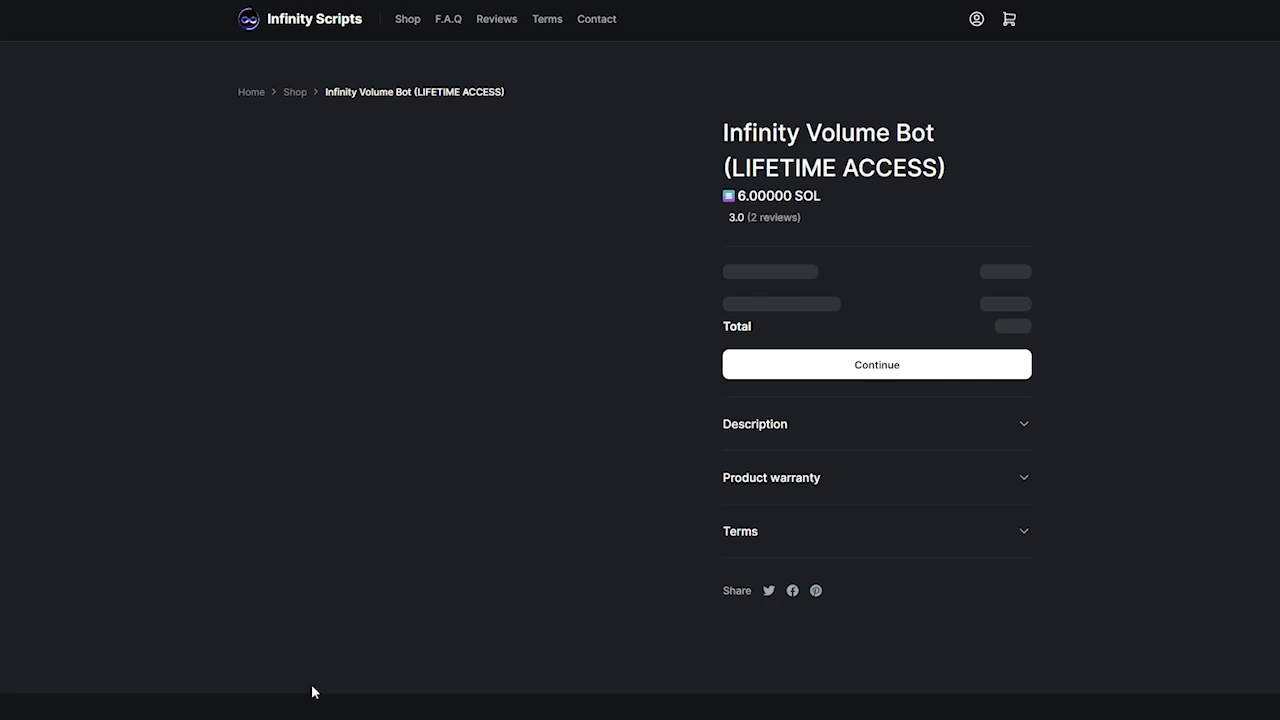 Infinity Scripts
Shop
F.A.Q
Reviews
Terms
Contact
Home
Shop
Infinity Volume Bot (LIFETIME ACCESS)
Infinity Volume Bot
(LIFETIME ACCESS)
6.00000 SOL
3.0 (2 reviews)
Total
Continue
Description
Product warranty
Terms
Share